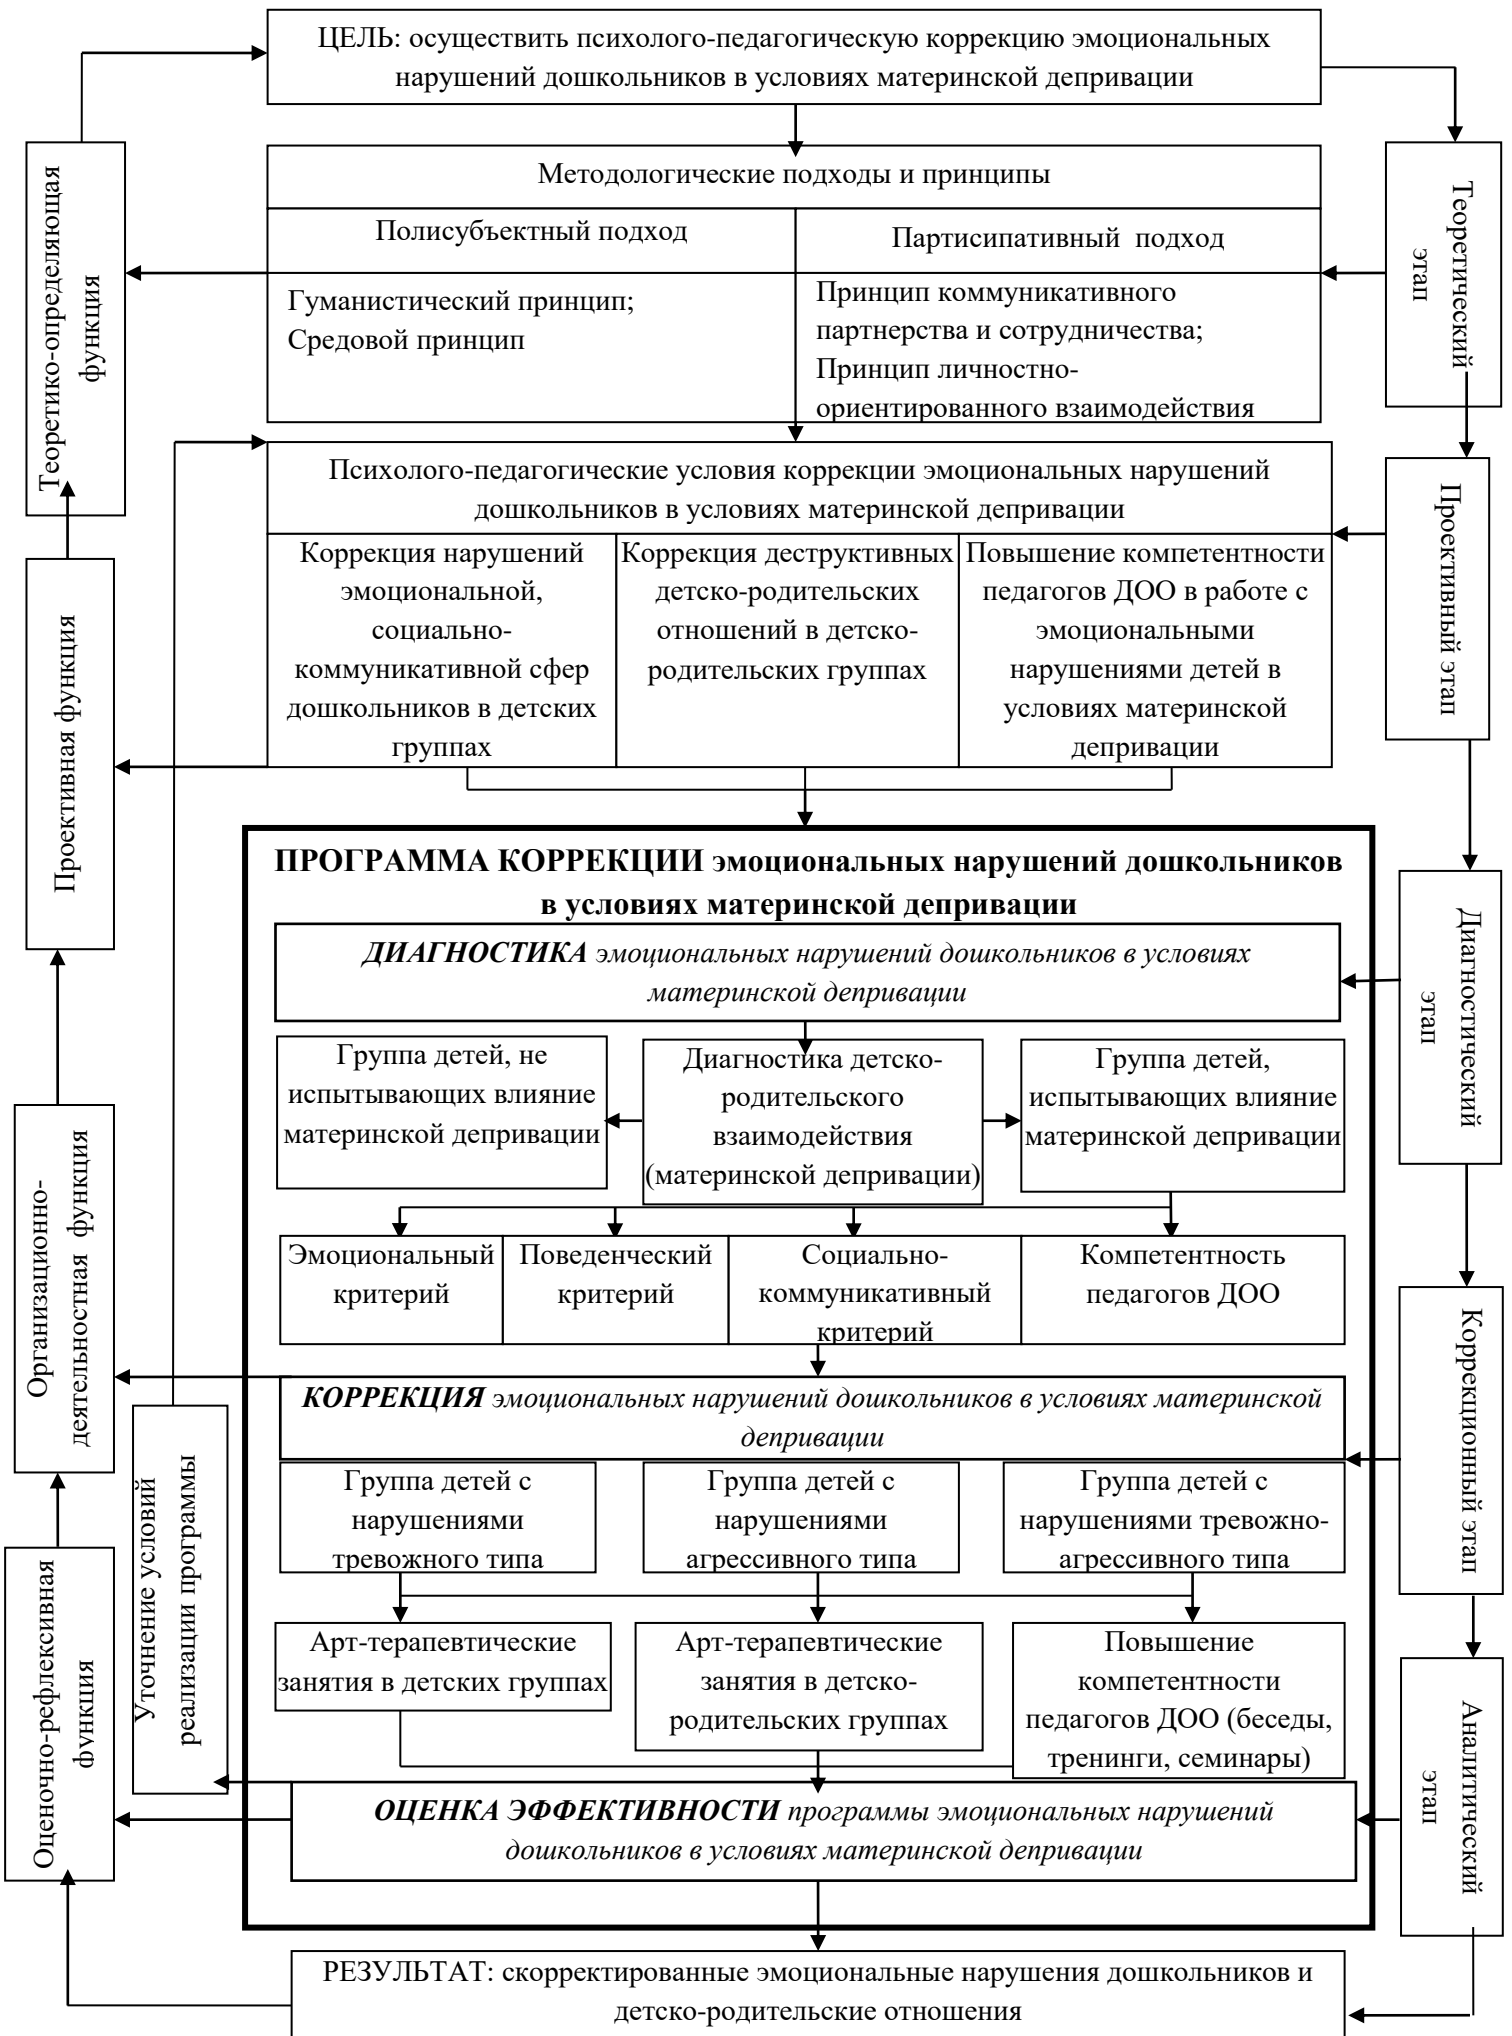 ЦЕЛЬ: осуществить психолого-педагогическую коррекцию эмоциональных
нарушений дошкольников в условиях материнской депривации
Теоретико-определяющая
функция
Методологические подходы и принципы
Полисубъектный подход
Партисипативный подход
Гуманистический принцип;
Средовой принцип
Принцип коммуникативного
партнерства и сотрудничества;
Принцип личностно-
ориентированного взаимодействия
Теоретический
этап
Проективная функция
Психолого-педагогические условия коррекции эмоциональных нарушений
дошкольников в условиях материнской депривации
Коррекция нарушений
эмоциональной,
социально-
коммуникативной сфер
дошкольников в детских
группах
Коррекция деструктивных
детско-родительских
отношений в детско-
родительских группах
Повышение компетентности
педагогов ДОО в работе с
эмоциональными
нарушениями детей в
условиях материнской
депривации
Проективный этап
ПРОГРАММА КОРРЕКЦИИ эмоциональных нарушений дошкольников
в условиях материнской депривации
ДИАГНОСТИКА эмоциональных нарушений дошкольников в условиях
материнской депривации
Диагностический
этап
Группа детей, не
испытывающих влияние
материнской депривации
Диагностика детско-
родительского
взаимодействия
(материнской депривации)
Группа детей,
испытывающих влияние
материнской депривации
Эмоциональный
критерий
Поведенческий
критерий
Социально-
коммуникативный
критерий
Компетентность
педагогов ДОО
Организационно-
деятельностная функция
КОРРЕКЦИЯ эмоциональных нарушений дошкольников в условиях материнской
депривации
Коррекционный этап
Уточнение условий
реализации программы
Группа детей с
нарушениями
тревожного типа
Группа детей с
нарушениями
агрессивного типа
Группа детей с
нарушениями тревожно-
агрессивного типа
Арт-терапевтические
занятия в детских группах
Арт-терапевтические
занятия в детско-
родительских группах
Повышение
компетентности
педагогов ДОО (беседы,
тренинги, семинары)
Оценочно-рефлексивная
функция
ОЦЕНКА ЭФФЕКТИВНОСТИ программы эмоциональных нарушений
дошкольников в условиях материнской депривации
Аналитический
этап
РЕЗУЛЬТАТ: скорректированные эмоциональные нарушения дошкольников и
детско-родительские отношения